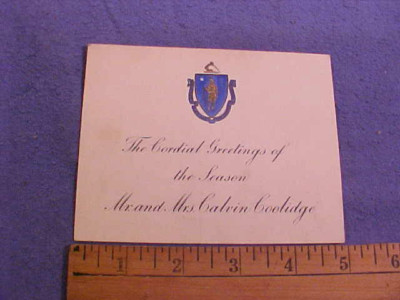 The Cordial Greetings of
the Season
Mr. and Mrs. Calvin Coolidge
1 2 3 4 5 6